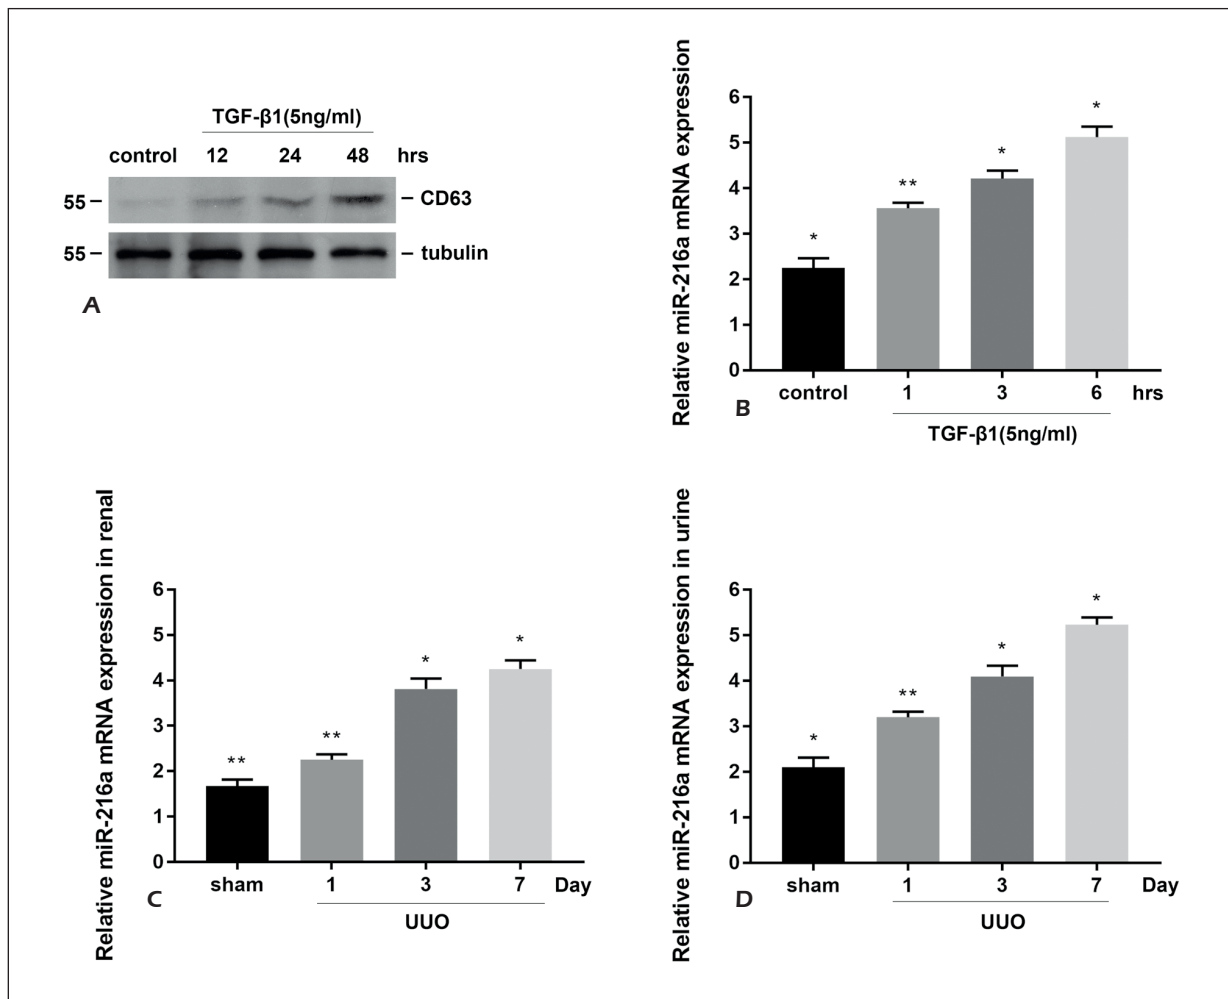 TGF-β1(5ng/ml)
control 12 24 48 hrs
55 – – CD63
55 – – tubulin
A
Relative miR-216a mRNA expression
6
5
4
3
2
1
0
*
**
*
*
control 1 3 6 hrs
TGF-β1(5ng/ml)
B
Relative miR-216a mRNA expression in renal
6
5
4
3
2
1
0
**
**
*
*
sham 1 3 7 Day
UUO
C
Relative miR-216a mRNA expression in urine
6
5
4
3
2
1
0
*
**
*
*
sham 1 3 7 Day
UUO
D